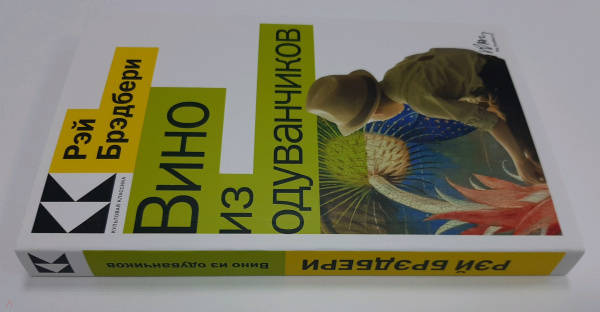 Рэй
Брэдбери
Вино
из
одуванчиков
КУЛЬТОВАЯ КЛАССИКА
Вино из одуванчиков
РЭЙ БРЭДБЕРИ